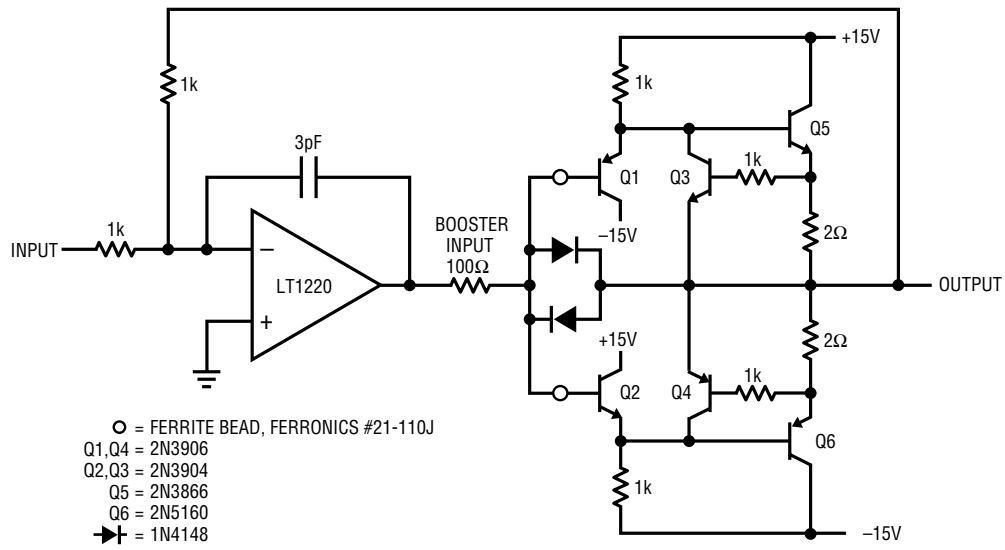 +15V
1k
1k
Q5
3pF
1k
Q1
Q3
–15V
BOOSTER
INPUT
100Ω
2Ω
1k
INPUT
–
LT1220
+
OUTPUT
+15V
2Ω
1k
Q2
Q4
Q6
1k
–15V
= FERRITE BEAD, FERRONICS #21-110J
Q1,Q4 = 2N3906
Q2,Q3 = 2N3904
Q5 = 2N3866
Q6 = 2N5160
= 1N4148